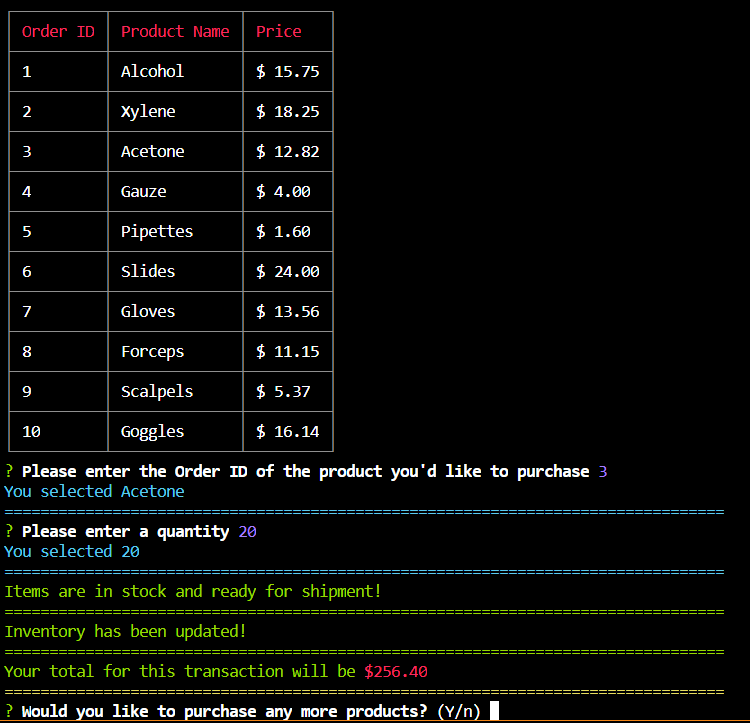 Order ID Product Name Price
1 Alcohol $ 15.75
2 Xylene $ 18.25
3 Acetone $ 12.82
4 Gauze $ 4.00
5 Pipettes $ 1.60
6 Slides $ 24.00
7 Gloves $ 13.56
8 Forceps $ 11.15
9 Scalpels $ 5.37
10 Goggles $ 16.14
? Please enter the Order ID of the product you'd like to purchase 3
You selected Acetone
================================================================================
? Please enter a quantity 20
You selected 20
================================================================================
Items are in stock and ready for shipment!
================================================================================
Inventory has been updated!
================================================================================
Your total for this transaction will be $256.40
================================================================================
? Would you like to purchase any more products? (Y/n)